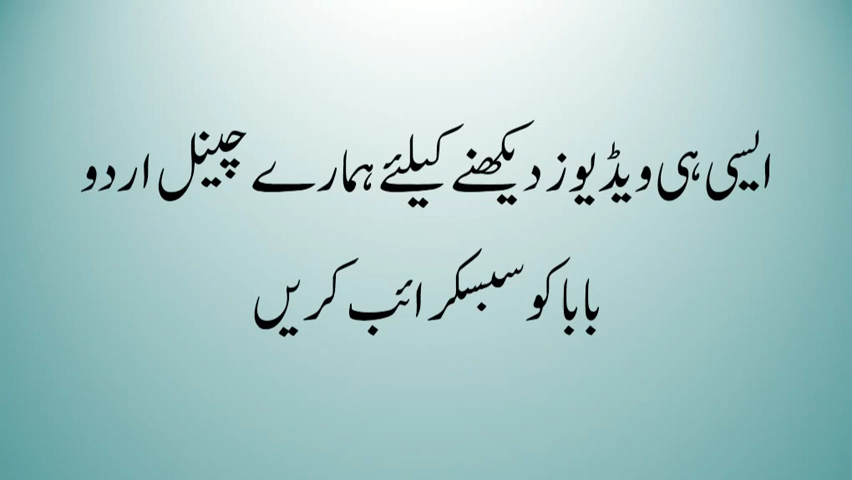 ایسی ہی ویڈیوز دیکھنے کیلئے ہمارے چینل اردو
بابا کو سبسکرائب کریں